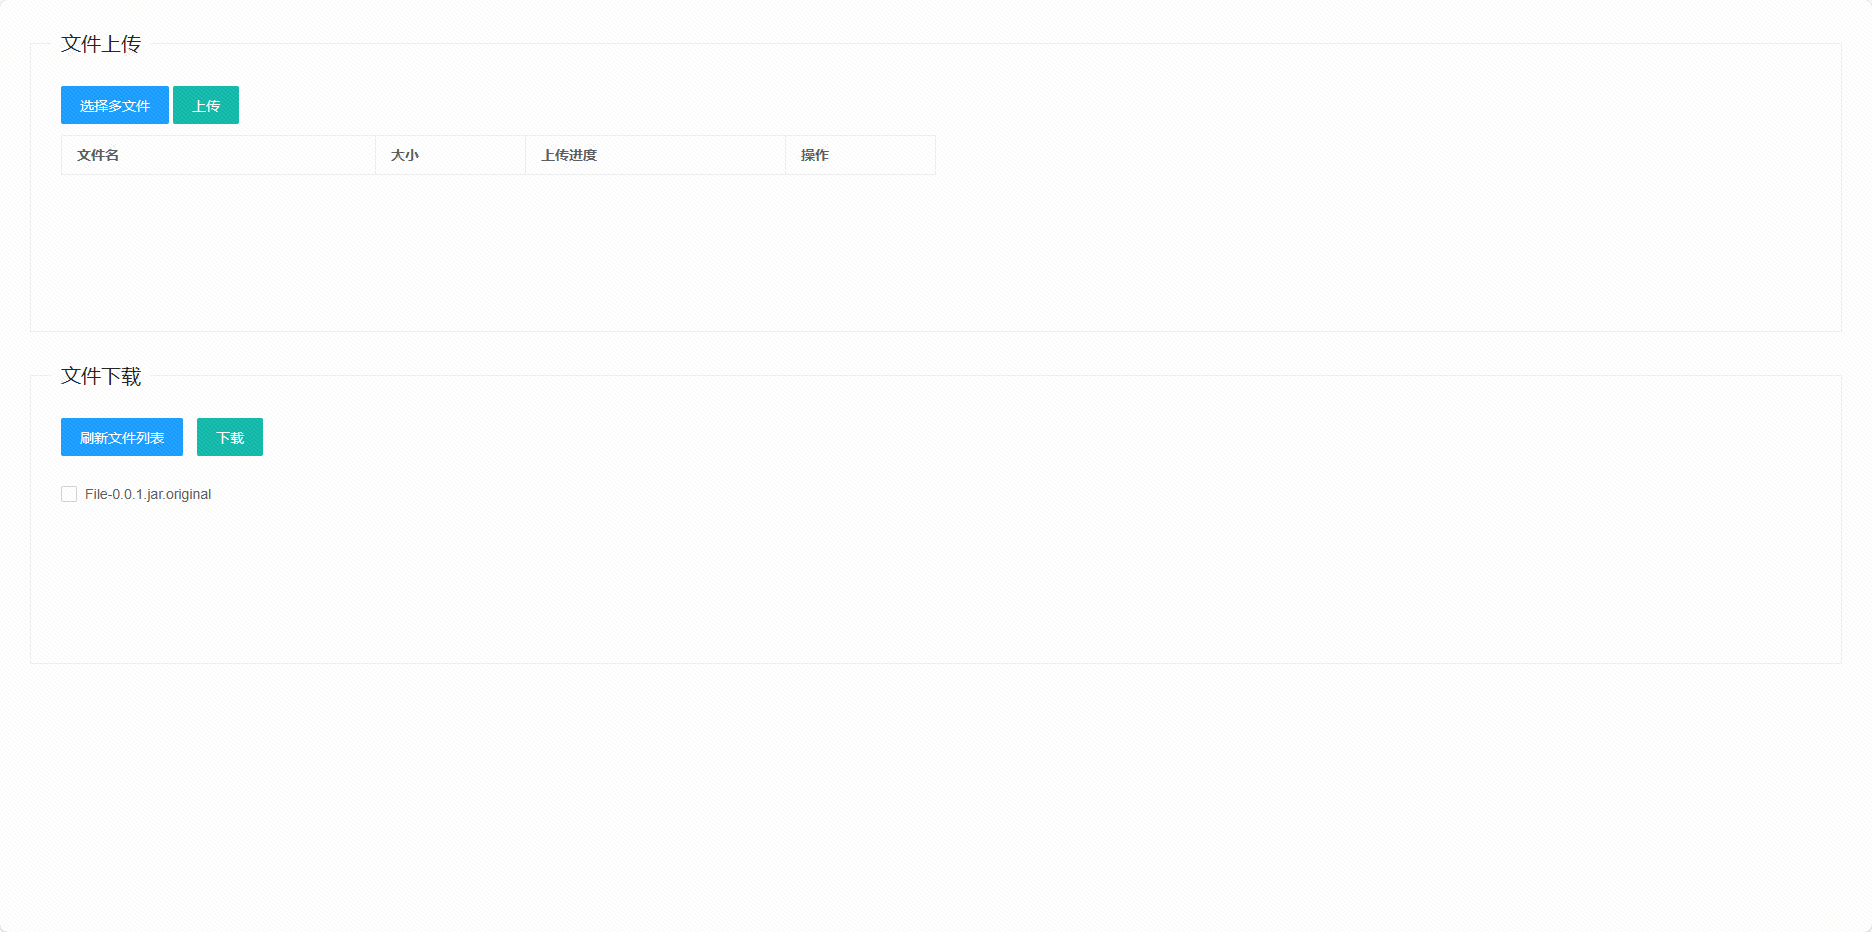 文件上传
选择多文件 上传
文件名 大小 上传进度 操作
文件下载
刷新文件列表 下载
File-0.0.1.jar.original